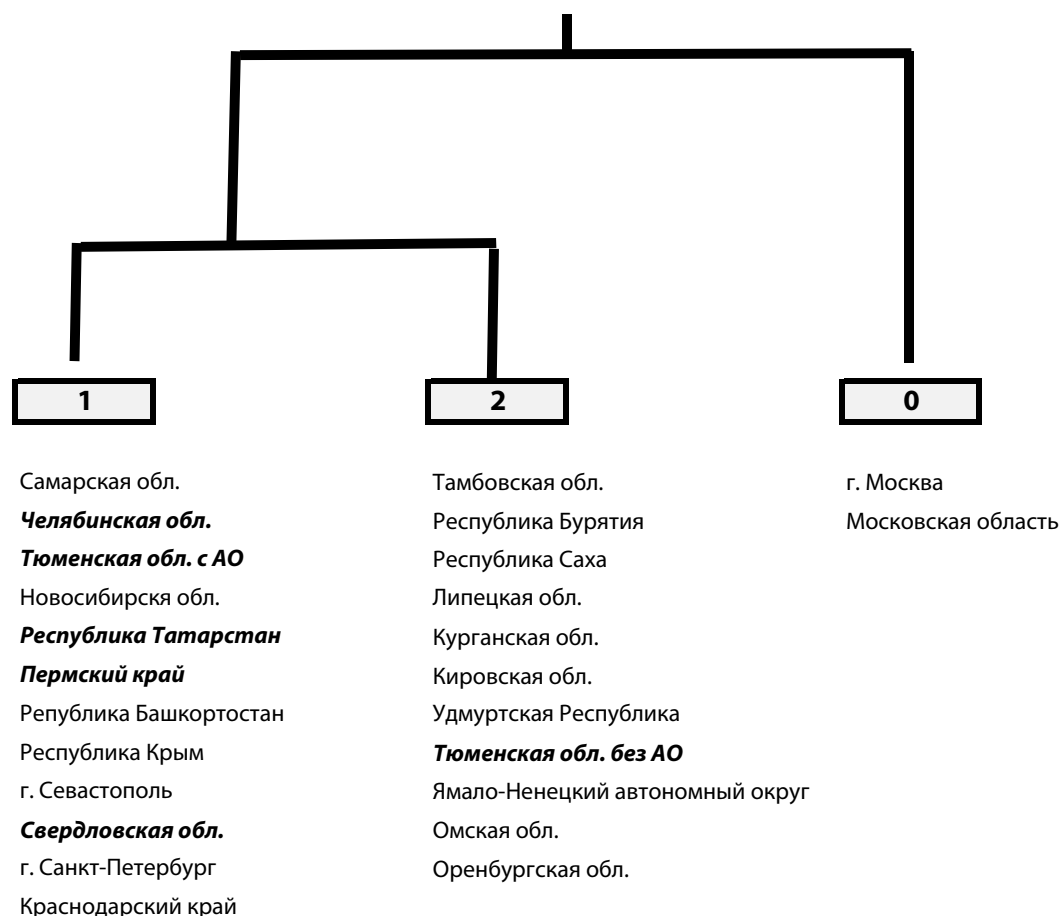 1
2
0
Самарская обл.
Челябинская обл.
Тюменская обл. с АО
Новосибирскя обл.
Республика Татарстан
Пермский край
Република Башкортостан
Республика Крым
г. Севастополь
Свердловская обл.
г. Санкт-Петербург
Краснодарский край
Тамбовская обл.
Республика Бурятия
Республика Саха
Липецкая обл.
Курганская обл.
Кировская обл.
Удмуртская Республика
Тюменская обл. без АО
Ямало-Ненецкий автономный округ
Омская обл.
Оренбургская обл.
г. Москва
Московская область